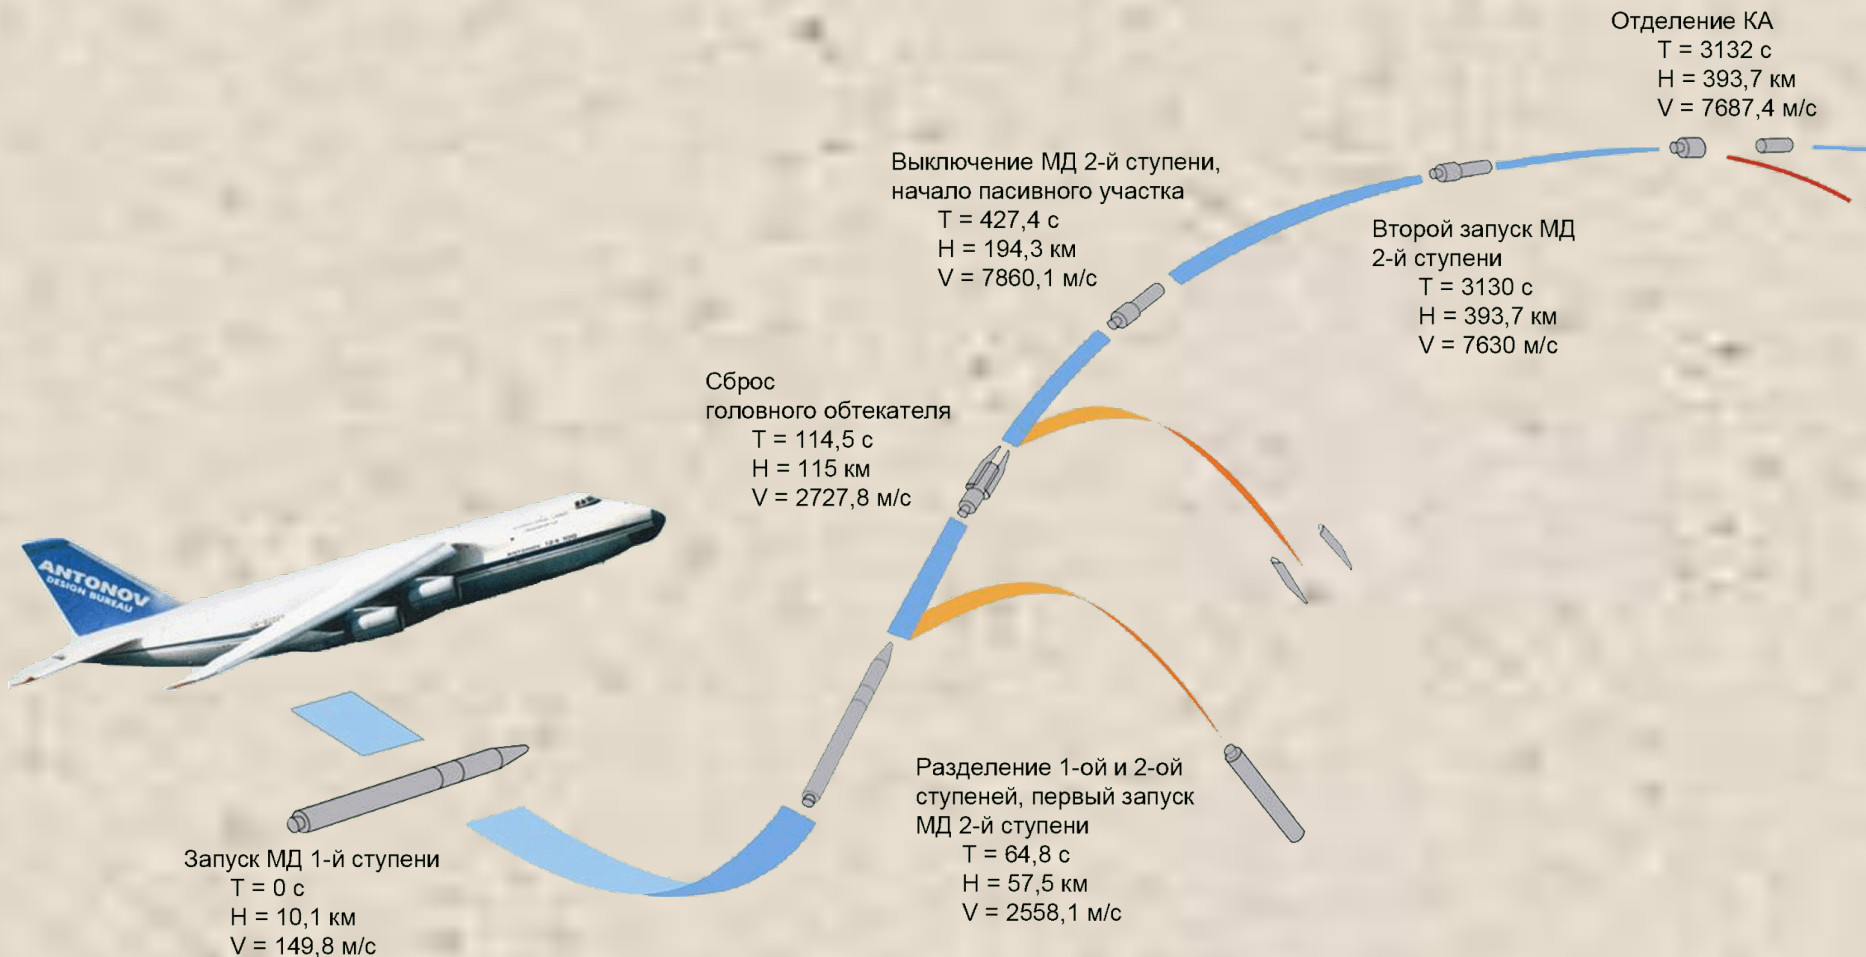 Отделение КА
T = 3132 с
H = 393,7 км
V = 7687,4 м/с
Выключение МД 2-й ступени,
начало пасивного участка
T = 427,4 с
H = 194,3 км
V = 7860,1 м/с
Второй запуск МД
2-й ступени
T = 3130 с
H = 393,7 км
V = 7630 м/с
Сброс
головного обтекателя
T = 114,5 с
H = 115 км
V = 2727,8 м/с
ANTONOV
DESIGN BUREAU
Разделение 1-ой и 2-ой
ступеней, первый запуск
МД 2-й ступени
T = 64,8 с
H = 57,5 км
V = 2558,1 м/с
Запуск МД 1-й ступени
T = 0 с
H = 10,1 км
V = 149,8 м/с